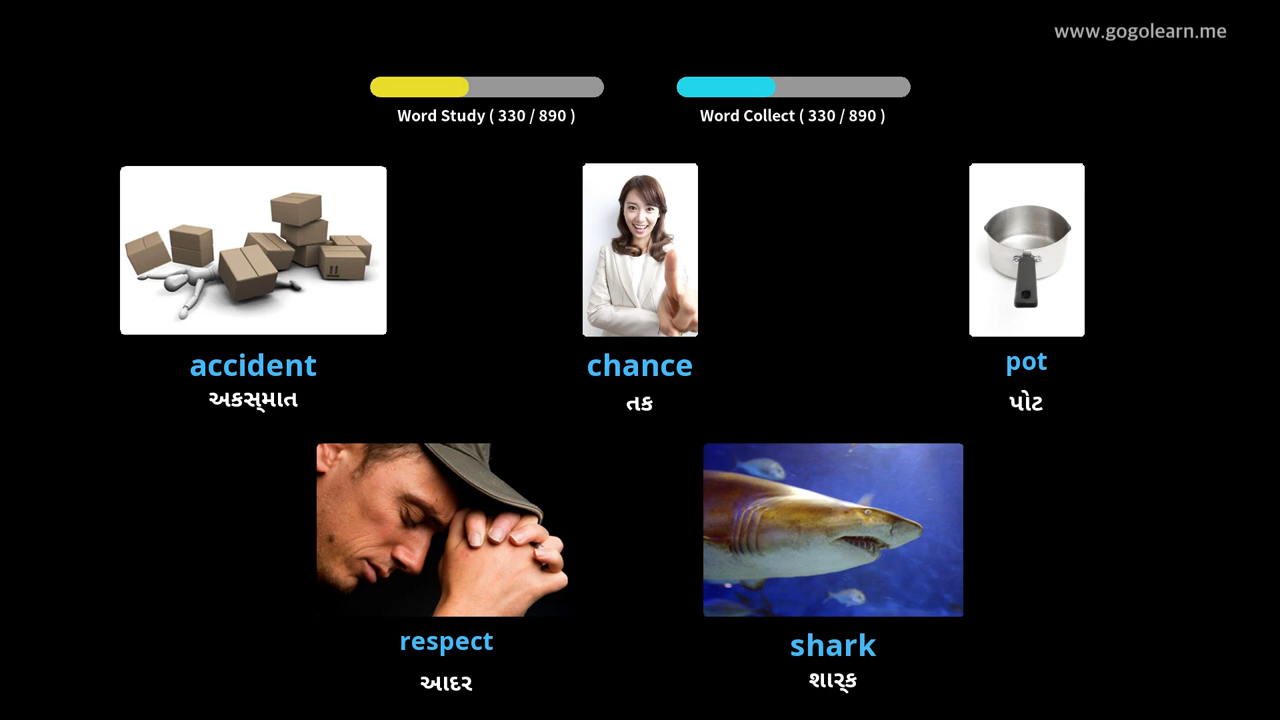 www.gogolearn.me
Word Study ( 330 / 890 )
Word Collect ( 330 / 890 )
accident
અકસ્માત
chance
તક
pot
પોટ
respect
આદર
shark
શાર્ક